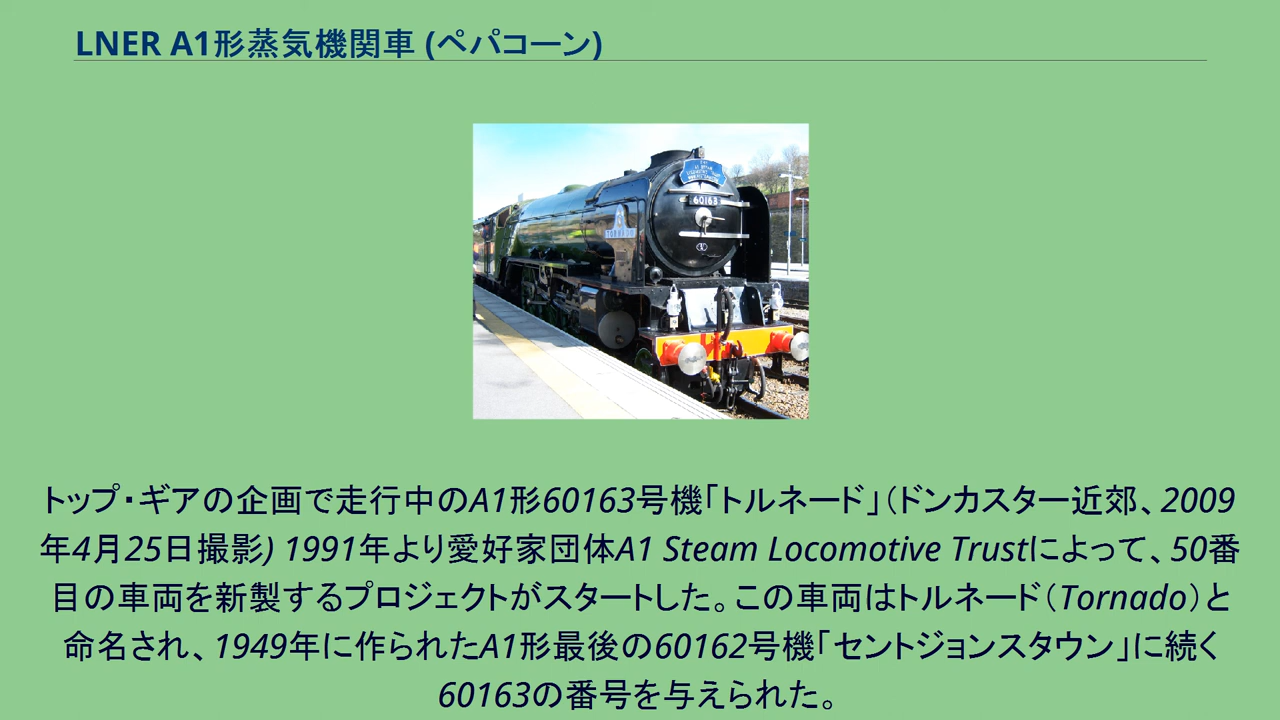 LNER A1形蒸気機関車 (ペパコーン)
60163
TORNADO
トップ・ギアの企画で走行中のA1形60163号機「トルネード」（ドンカスター近郊、2009
年4月25日撮影) 1991年より愛好家団体A1 Steam Locomotive Trustによって、50番
目の車両を新製するプロジェクトがスタートした。この車両はトルネード（Tornado）と
命名され、1949年に作られたA1形最後の60162号機「セントジョンスタウン」に続く
60163の番号を与えられた。